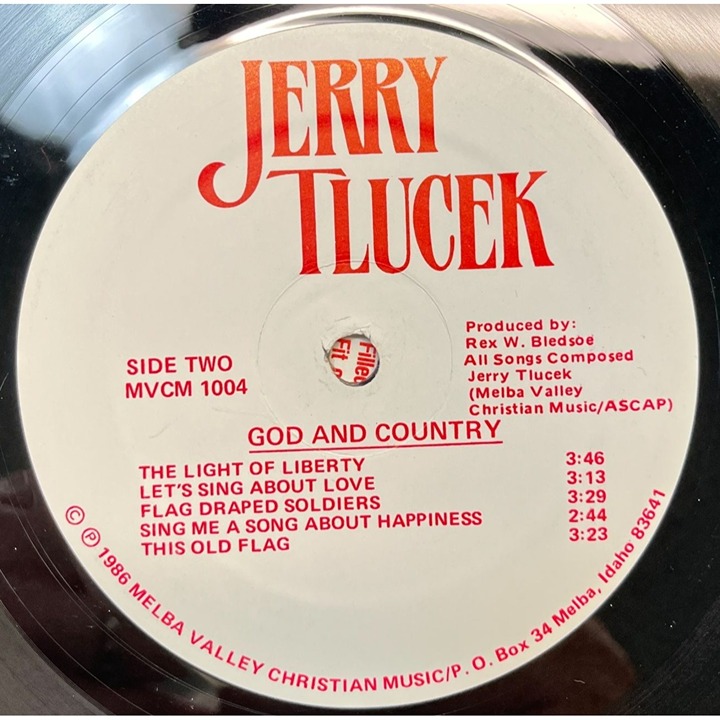 JERRY
TLUCEK
SIDE TWO
MVCM 1004
Produced by:
Rex W. Bledsoe
All Songs Composed
Jerry Tlucek
(Melba Valley
Christian Music/ASCAP)
GOD AND COUNTRY
THE LIGHT OF LIBERTY 3:46
LET'S SING ABOUT LOVE 3:13
FLAG DRAPED SOLDIERS 3:29
SING ME A SONG ABOUT HAPPINESS 2:44
THIS OLD FLAG 3:23
© ℗ 1986 MELBA VALLEY CHRISTIAN MUSIC/P. O. Box 34 Melba, Idaho 83641